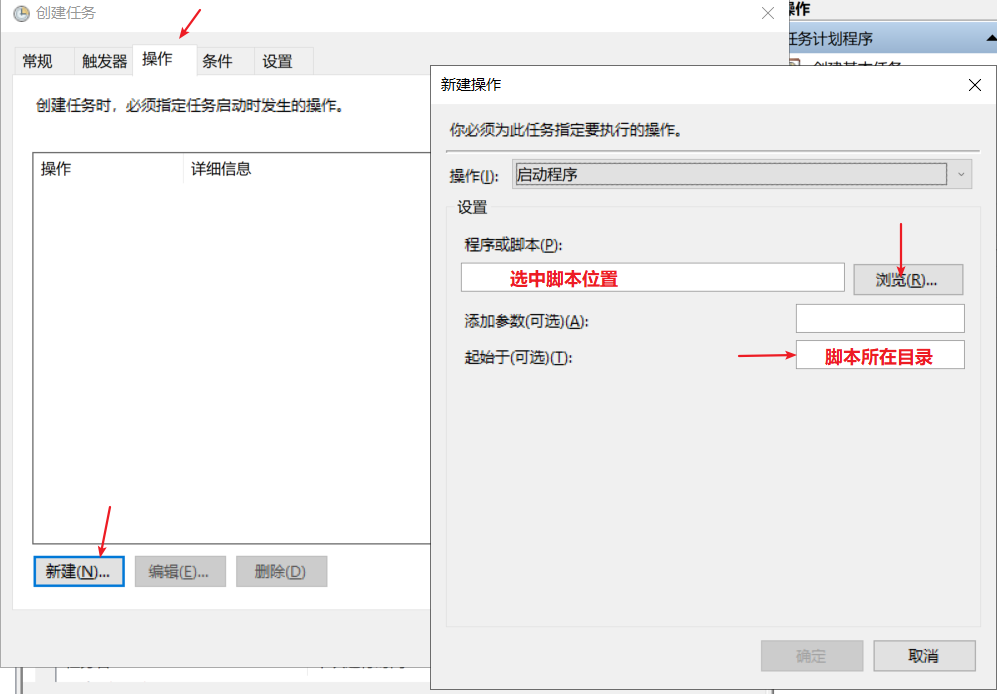 创建任务
操作
任务计划程序
常规
触发器
操作
条件
设置
创建任务时，必须指定任务启动时发生的操作。
操作
详细信息
新建(N)...
编辑(E)...
删除(D)
新建操作
你必须为此任务指定要执行的操作。
操作(I):
启动程序
设置
程序或脚本(P):
选中脚本位置
浏览(R)...
添加参数(可选)(A):
起始于(可选)(T):
脚本所在目录
确定
取消